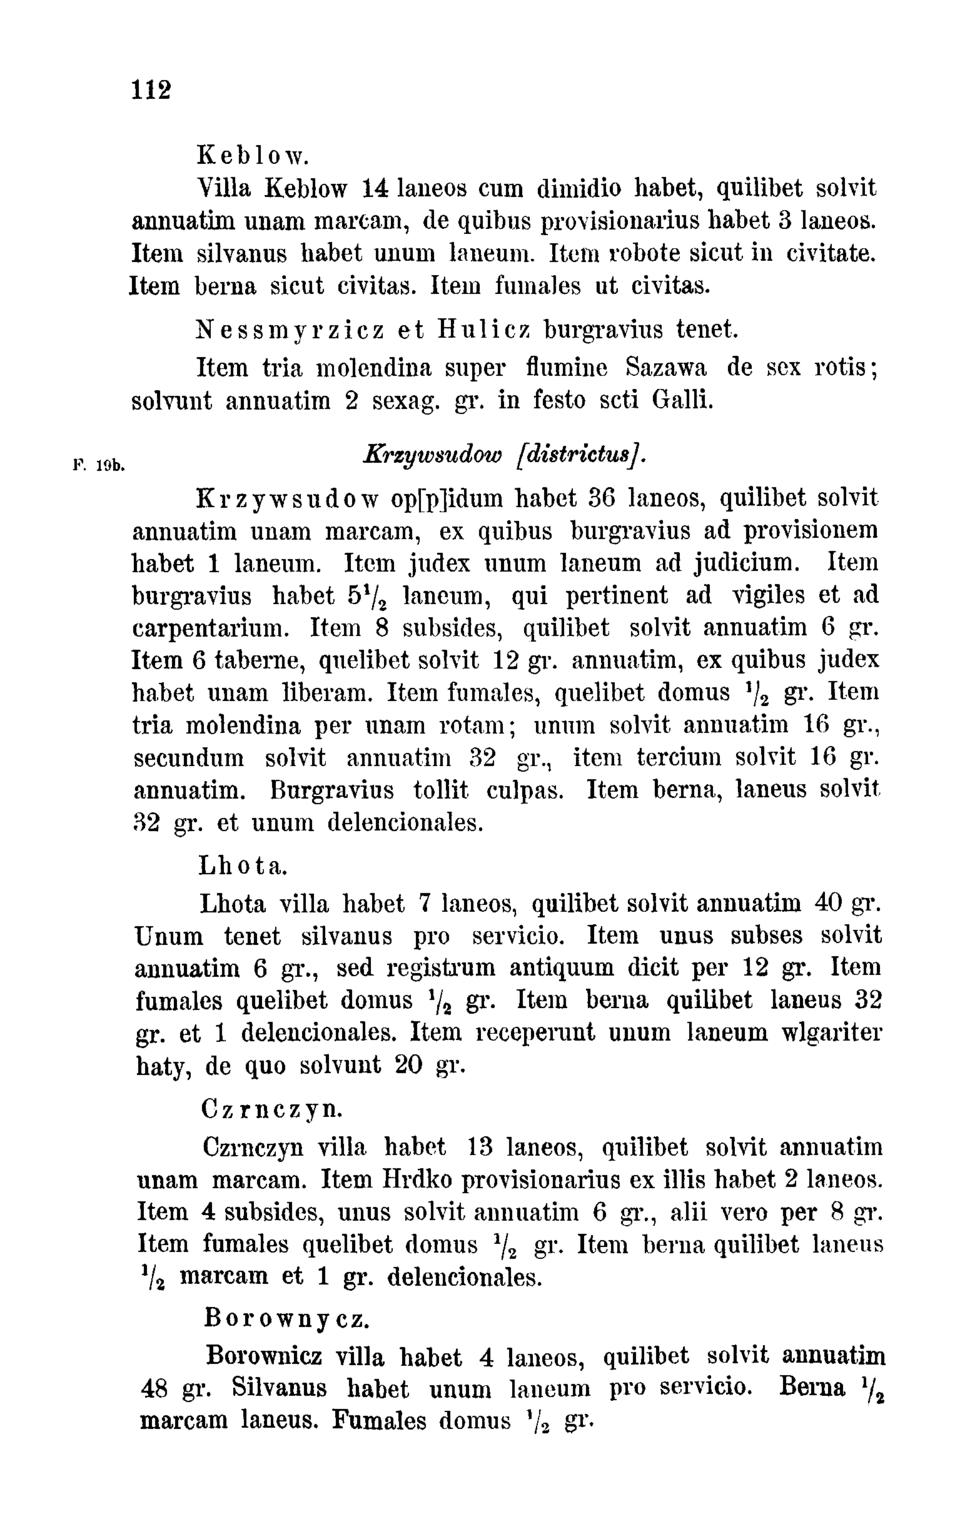 112
Keblow.
Villa Keblow 14 laneos cum dimidio habet, quilibet solvit
annuatim unam marcam, de quibus provisionarius habet 3 laneos.
Item silvanus habet unum laneum. Item robote sicut in civitate.
Item berna sicut civitas. Item fumales ut civitas.
Nessmyrzicz et Hulicz burgravius tenet.
Item tria molendina super flumine Sazawa de sex rotis;
solvunt annuatim 2 sexag. gr. in festo scti Galli.
F. 19b.
Krzywsudow [districtus].
Krzywsudow op[p]idum habet 36 laneos, quilibet solvit
annuatim unam marcam, ex quibus burgravius ad provisionem
habet 1 laneum. Item judex unum laneum ad judicium. Item
burgravius habet 5½ laneum, qui pertinent ad vigiles et ad
carpentarium. Item 8 subsides, quilibet solvit annuatim 6 gr.
Item 6 taberne, quelibet solvit 12 gr. annuatim, ex quibus judex
habet unam liberam. Item fumales, quelibet domus ½ gr. Item
tria molendina per unam rotam; unum solvit annuatim 16 gr.,
secundum solvit annuatim 32 gr., item tercium solvit 16 gr.
annuatim. Burgravius tollit culpas. Item berna, laneus solvit
32 gr. et unum delencionales.
Lhota.
Lhota villa habet 7 laneos, quilibet solvit annuatim 40 gr.
Unum tenet silvanus pro servicio. Item unus subses solvit
annuatim 6 gr., sed registrum antiquum dicit per 12 gr. Item
fumales quelibet domus ½ gr. Item berna quilibet laneus 32
gr. et 1 delencionales. Item receperunt unum laneum wlgariter
haty, de quo solvunt 20 gr.
Czrnczyn.
Czrnczyn villa habet 13 laneos, quilibet solvit annuatim
unam marcam. Item Hrdko provisionarius ex illis habet 2 laneos.
Item 4 subsides, unus solvit annuatim 6 gr., alii vero per 8 gr.
Item fumales quelibet domus ½ gr. Item berna quilibet laneus
½ marcam et 1 gr. delencionales.
Borownycz.
Borownicz villa habet 4 laneos, quilibet solvit annuatim
48 gr. Silvanus habet unum laneum pro servicio. Berna ½
marcam laneus. Fumales domus ½ gr.